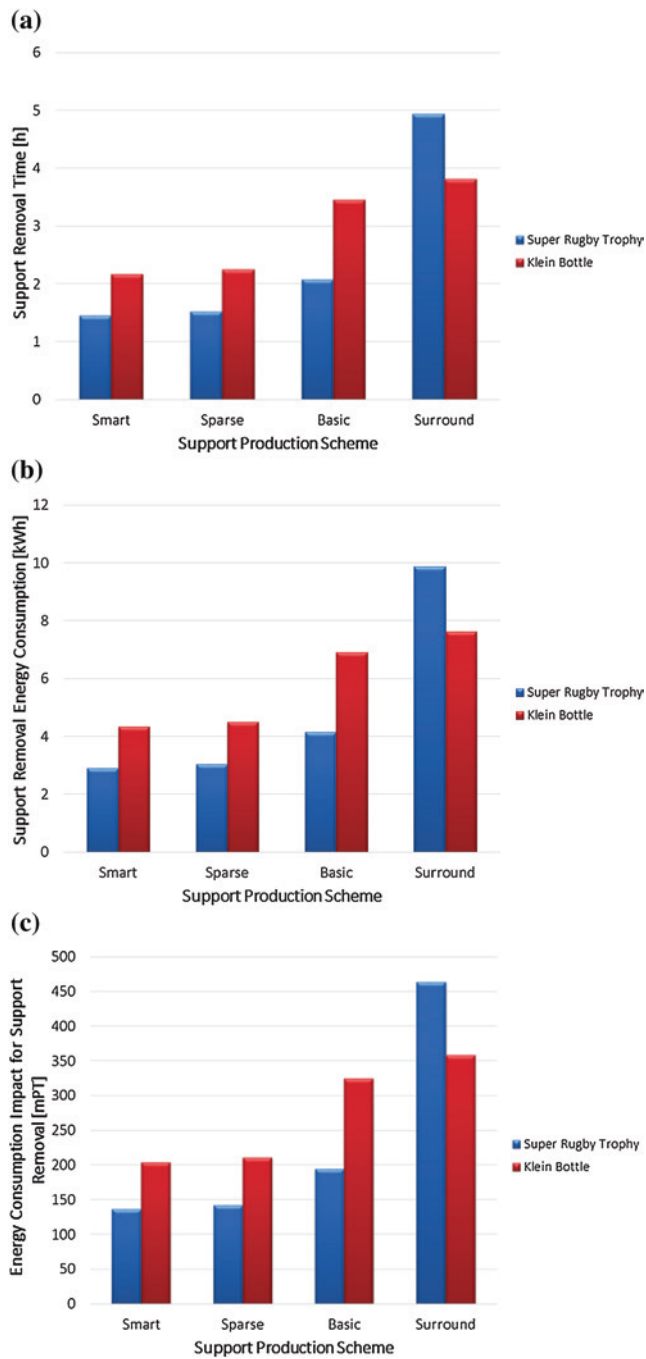 (a)
6
5
4
3
2
1
0
Support Removal Time [h]
Smart Sparse Basic Surround
Support Production Scheme
Super Rugby Trophy
Klein Bottle
(b)
12
10
8
6
4
2
0
Support Removal Energy Consumption [kWh]
Smart Sparse Basic Surround
Support Production Scheme
Super Rugby Trophy
Klein Bottle
(c)
500
450
400
350
300
250
200
150
100
50
0
Energy Consumption Impact for Support
Removal [mPT]
Smart Sparse Basic Surround
Support Production Scheme
Super Rugby Trophy
Klein Bottle